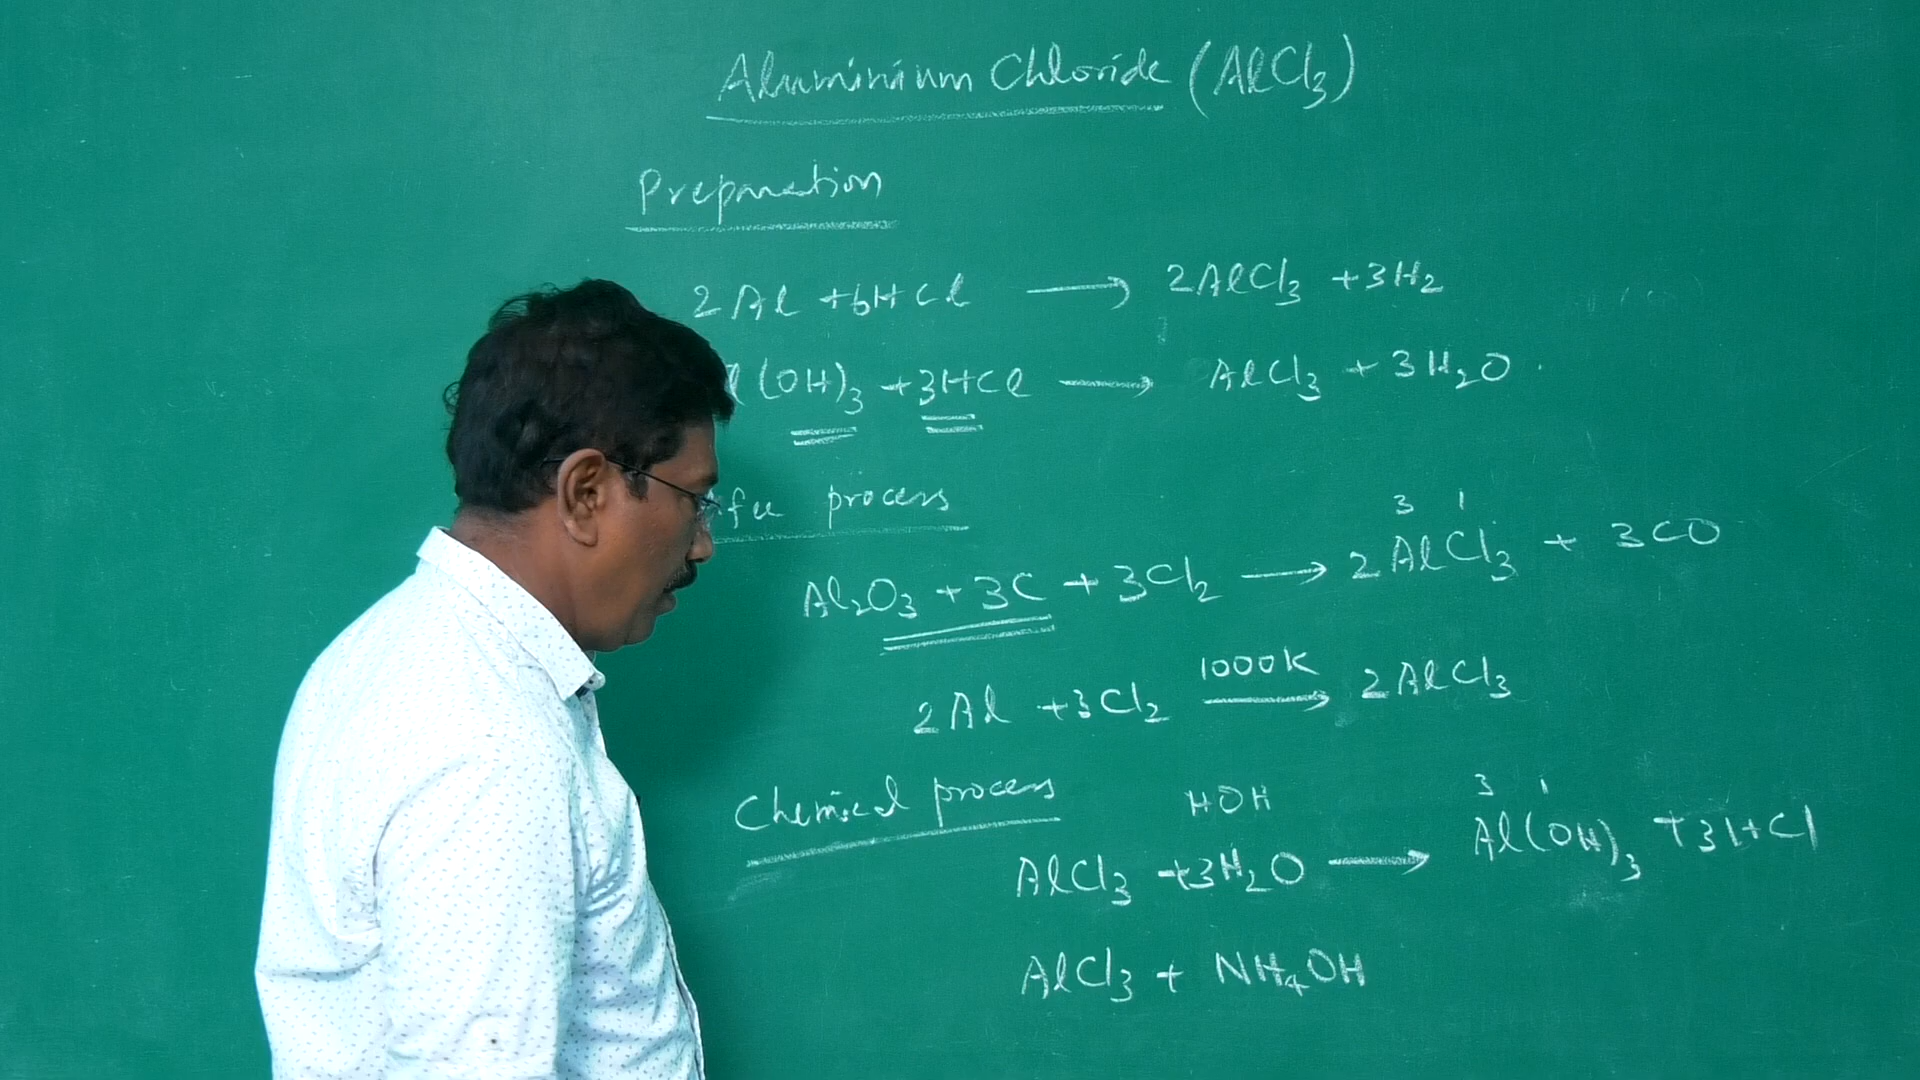 Aluminium Chloride (AlCl3)
Preparation
2Al + 6HCl → 2AlCl3 + 3H2
(OH)3 + 3HCl → AlCl3 + 3H2O.
process
3 1
Al2O3 + 3C + 3Cl2 → 2AlCl3 + 3CO
1000K
2Al + 3Cl2 → 2AlCl3
Chemical process
HOH 3 1
AlCl3 + 3H2O → Al(OH)3 + 3HCl
AlCl3 + NH4OH